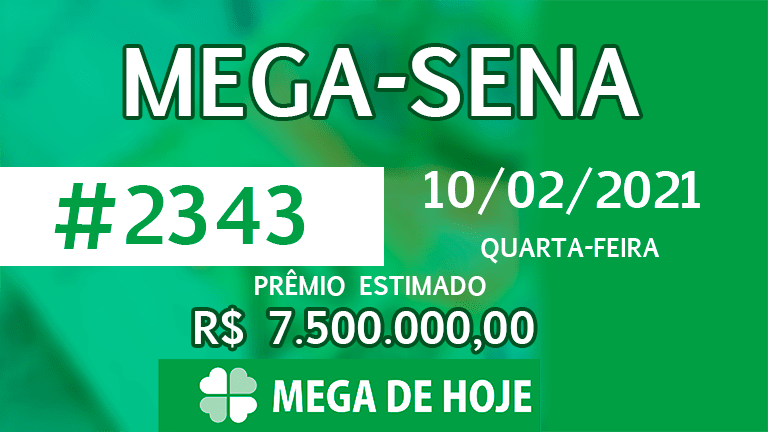 MEGA-SENA
#2343
10/02/2021
QUARTA-FEIRA
PRÊMIO ESTIMADO
R$ 7.500.000,00
MEGA DE HOJE